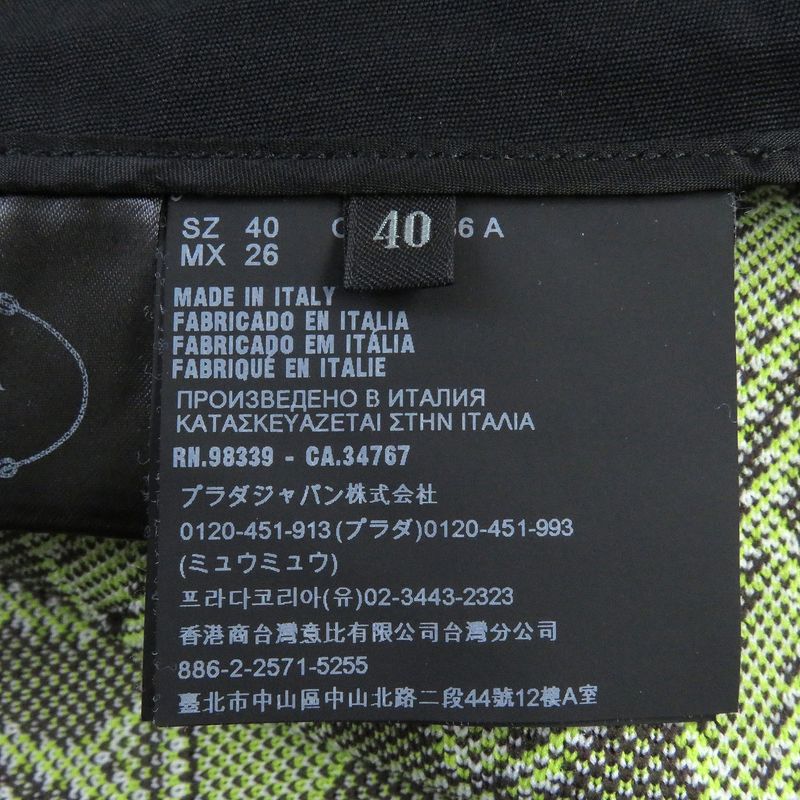 SZ 40
40
6 A
MX 26
MADE IN ITALY
FABRICADO EN ITALIA
FABRICADO EM ITÁLIA
FABRIQUÉ EN ITALIE
ПРОИЗВЕДЕНО В ИТАЛИЯ
ΚΑΤΑΣΚΕΥΑΖΕΤΑΙ ΣΤΗΝ ΙΤΑΛΙΑ
RN.98339 - CA.34767
プラダジャパン株式会社
0120-451-913(プラダ)0120-451-993
(ミュウミュウ)
프라다코리아(유)02-3443-2323
香港商台灣意比有限公司台灣分公司
886-2-2571-5255
臺北市中山區中山北路二段44號12樓A室